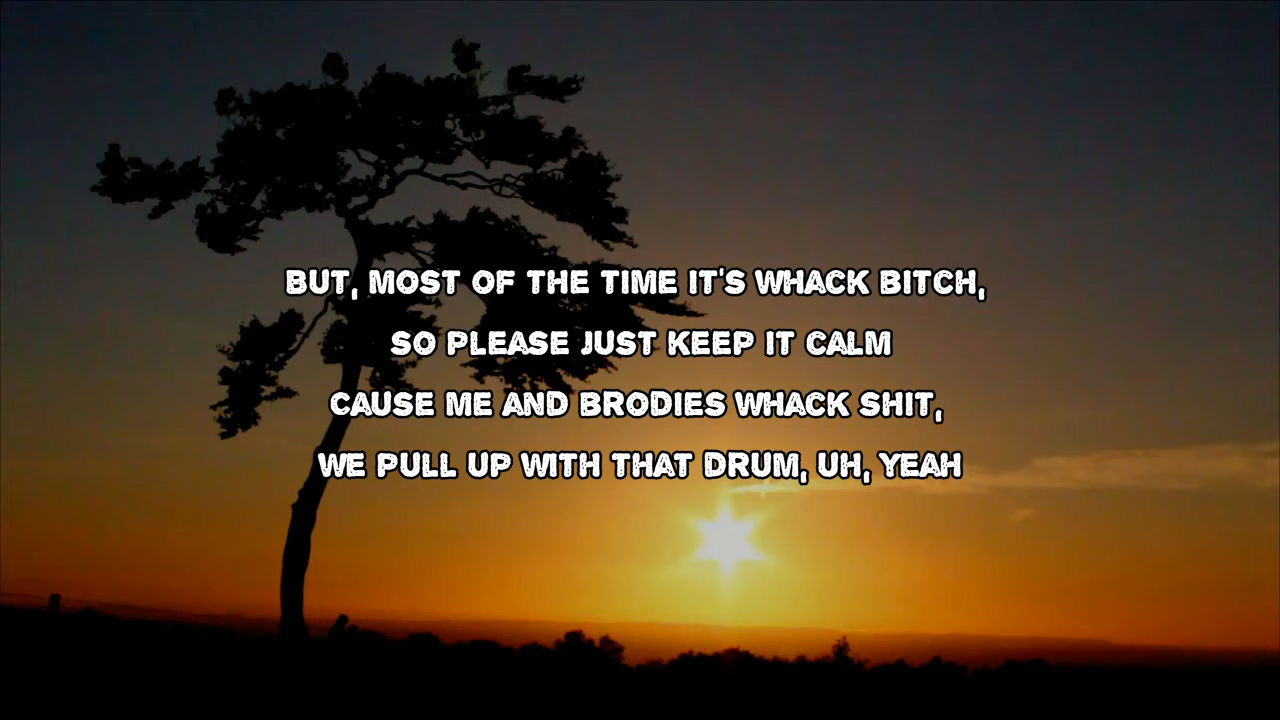 BUT, MOST OF THE TIME IT'S WHACK BITCH,
SO PLEASE JUST KEEP IT CALM
CAUSE ME AND BRODIES WHACK SHIT,
WE PULL UP WITH THAT DRUM, UH, YEAH